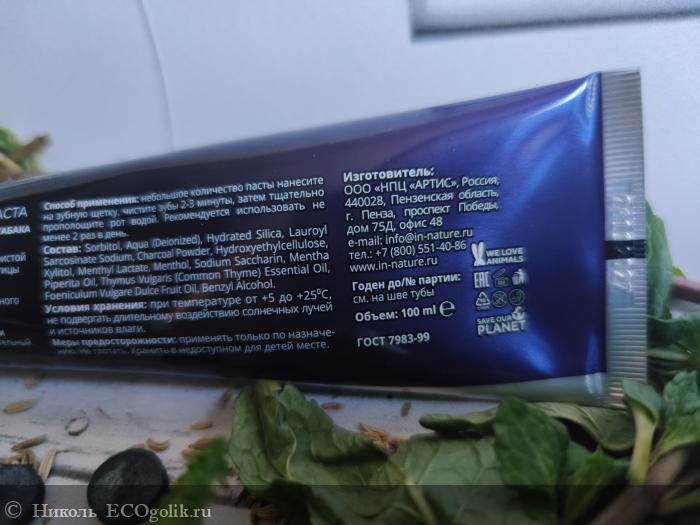 АСТА
ТАБАКА
истой
ицы
ного
и
ельный
Способ применения: небольшое количество пасты нанесите
на зубную щетку, чистите зубы 2-3 минуты, затем тщательно
прополощите рот водой. Рекомендуется использовать не
менее 2 раз в день.
Состав: Sorbitol, Aqua (Deionized), Hydrated Silica, Lauroyl
Sarcosinate Sodium, Charcoal Powder, Hydroxyethylcellulose,
Xylitol, Menthyl Lactate, Menthol, Sodium Saccharin, Mentha
Piperita Oil, Thymus Vulgaris (Common Thyme) Essential Oil,
Foeniculum Vulgare Dulce Fruit Oil, Benzyl Alcohol.
Условия хранения: при температуре от +5 до +25°С,
не подвергать длительному воздействию солнечных лучей
и источников влаги.
Меры предосторожности: применять только по назначе-
нию. Не глотать. Хранить в недоступном для детей месте.
Изготовитель:
ООО «НПЦ «АРТИС», Россия,
440028, Пензенская область,
г. Пенза, проспект Победы,
дом 75Д, офис 48
e-mail: info@in-nature.ru
тел.: +7 (800) 551-40-86
www.in-nature.ru
Годен до/№ партии:
см. на шве тубы
Объем: 100 ml ℮
ГОСТ 7983-99
WE LOVE
ANIMALS
EAC
SAVE OUR
PLANET
© Николь ECOgolik.ru